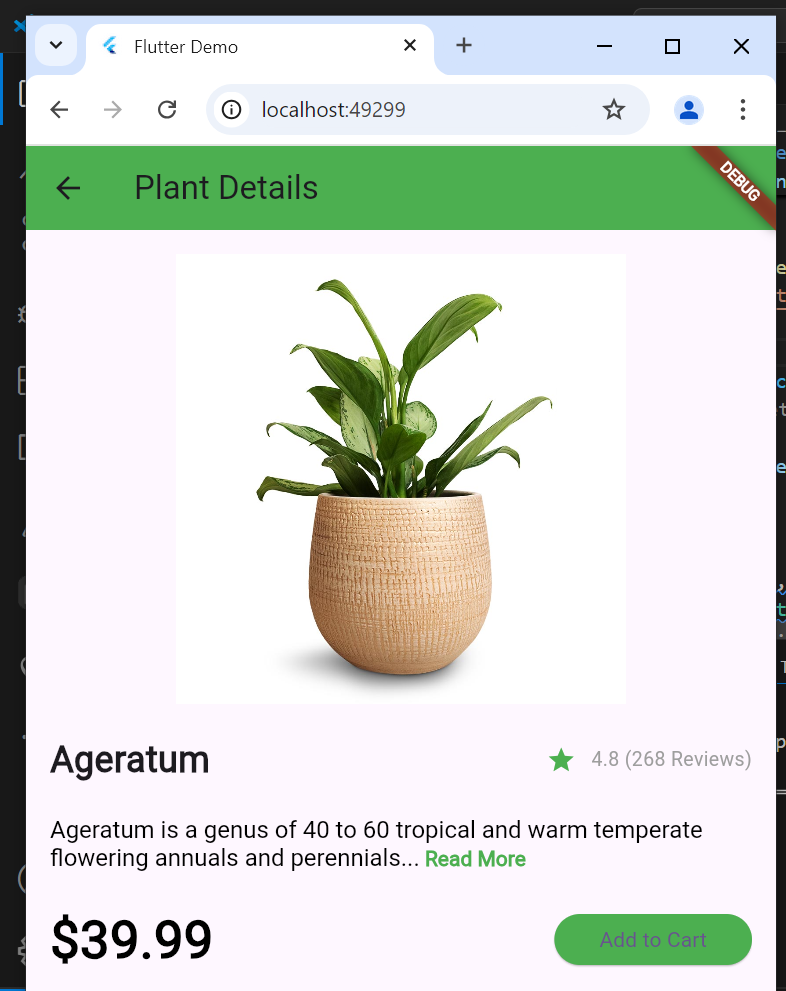 Flutter Demo
localhost:49299
Plant Details
DEBUG
Ageratum
4.8 (268 Reviews)
Ageratum is a genus of 40 to 60 tropical and warm temperate
flowering annuals and perennials... Read More
$39.99
Add to Cart